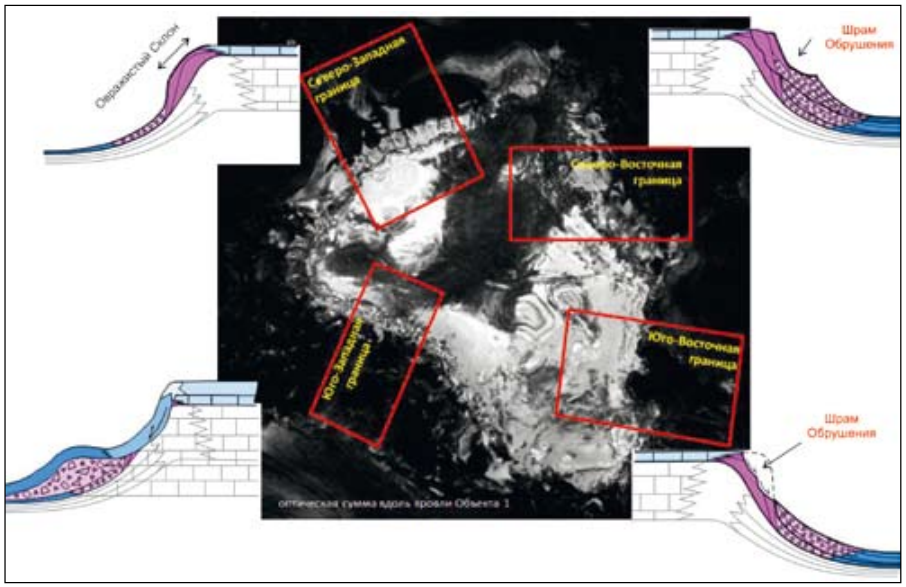 Овражистый Склон
Северо-Западная
граница
Шрам
Обрушения
Северо-Восточная
граница
Юго-Западная
граница
Юго-Восточная
граница
Шрам
Обрушения
оптическая сумма вдоль кровли Объекта 1